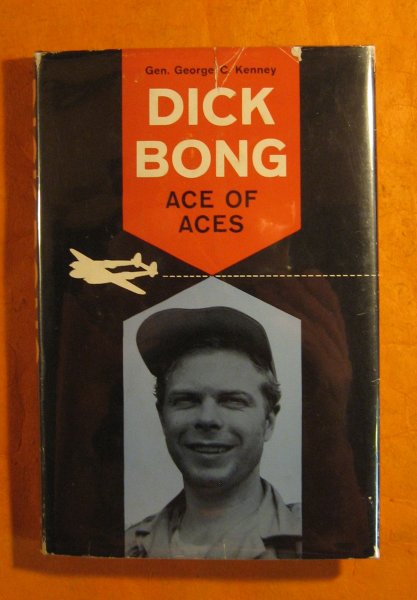 Gen. George C. Kenney
DICK
BONG
ACE OF
ACES